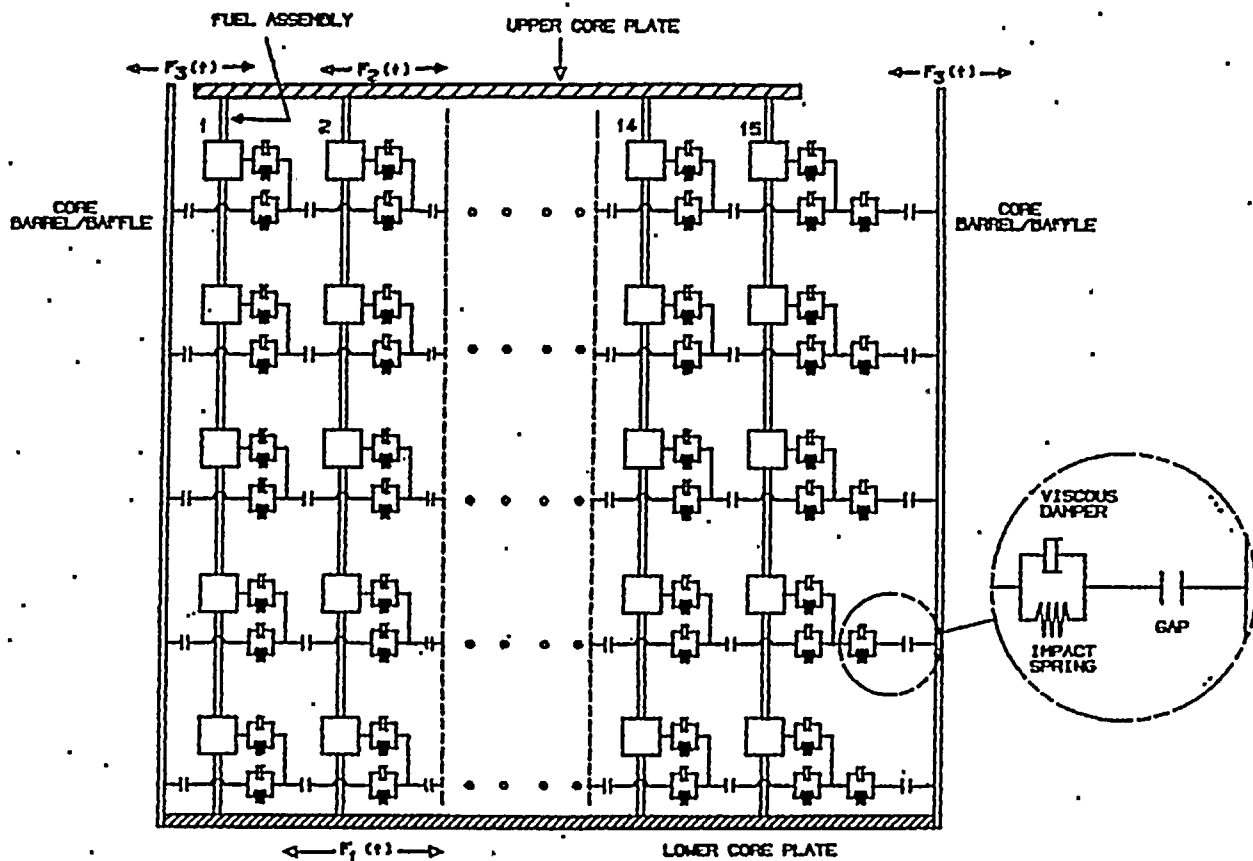 FUEL ASSEMBLY
UPPER CORE PLATE
F3(t)
F2(t)
F3(t)
1
2
14
15
CORE
BARREL/BAFFLE
CORE
BARREL/BAFFLE
VISCOUS
DAMPER
GAP
IMPACT
SPRING
F1(t)
LOWER CORE PLATE